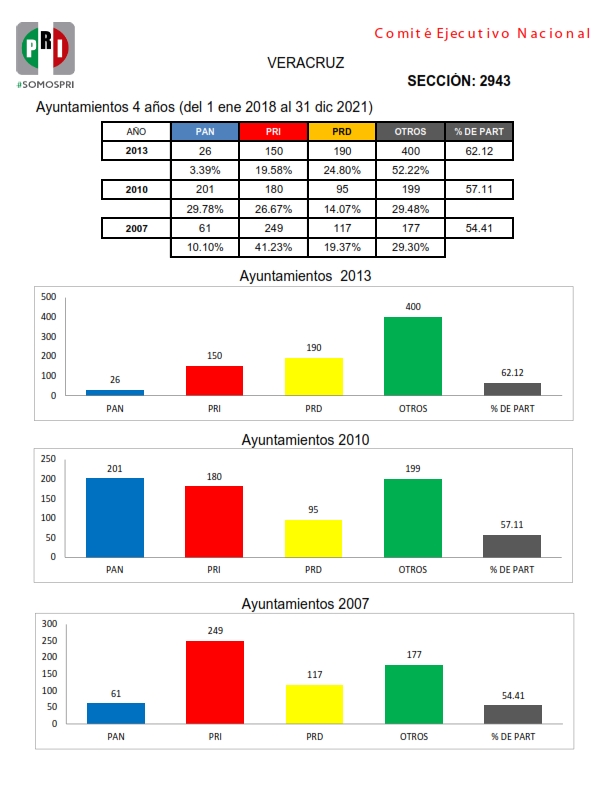 Comité Ejecutivo Nacional
PRI
#SOMOSPRI
VERACRUZ
SECCIÓN: 2943
Ayuntamientos 4 años (del 1 ene 2018 al 31 dic 2021)
AÑO PAN PRI PRD OTROS % DE PART
2013 26 150 190 400 62.12
3.39% 19.58% 24.80% 52.22%
2010 201 180 95 199 57.11
29.78% 26.67% 14.07% 29.48%
2007 61 249 117 177 54.41
10.10% 41.23% 19.37% 29.30%
Ayuntamientos 2013
500
400
300
200
100
0
26 150 190 400 62.12
PAN PRI PRD OTROS % DE PART
Ayuntamientos 2010
250
200
150
100
50
0
201 180 95 199 57.11
PAN PRI PRD OTROS % DE PART
Ayuntamientos 2007
300
250
200
150
100
50
0
61 249 117 177 54.41
PAN PRI PRD OTROS % DE PART